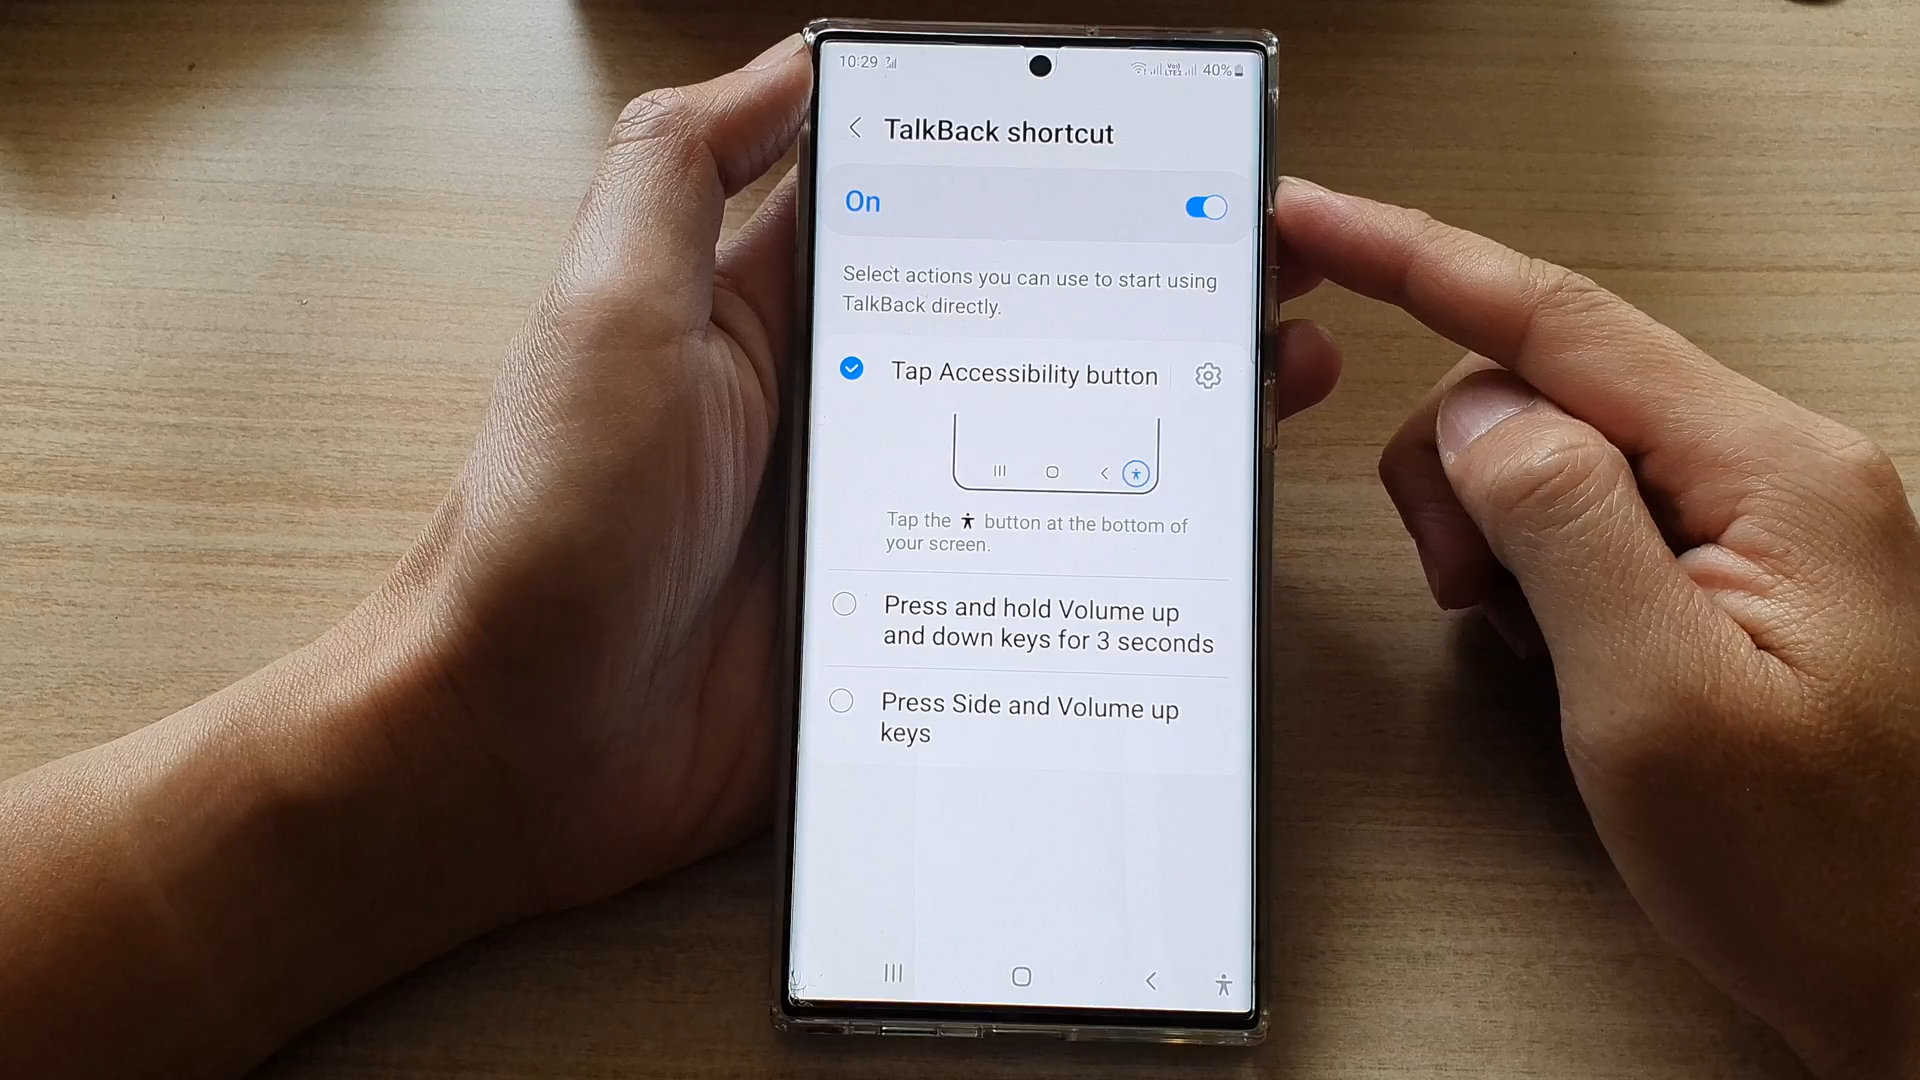 10:29
VoLTE2 40%
TalkBack shortcut
On
Select actions you can use to start using
TalkBack directly.
Tap Accessibility button
Tap the button at the bottom of
your screen.
Press and hold Volume up
and down keys for 3 seconds
Press Side and Volume up
keys